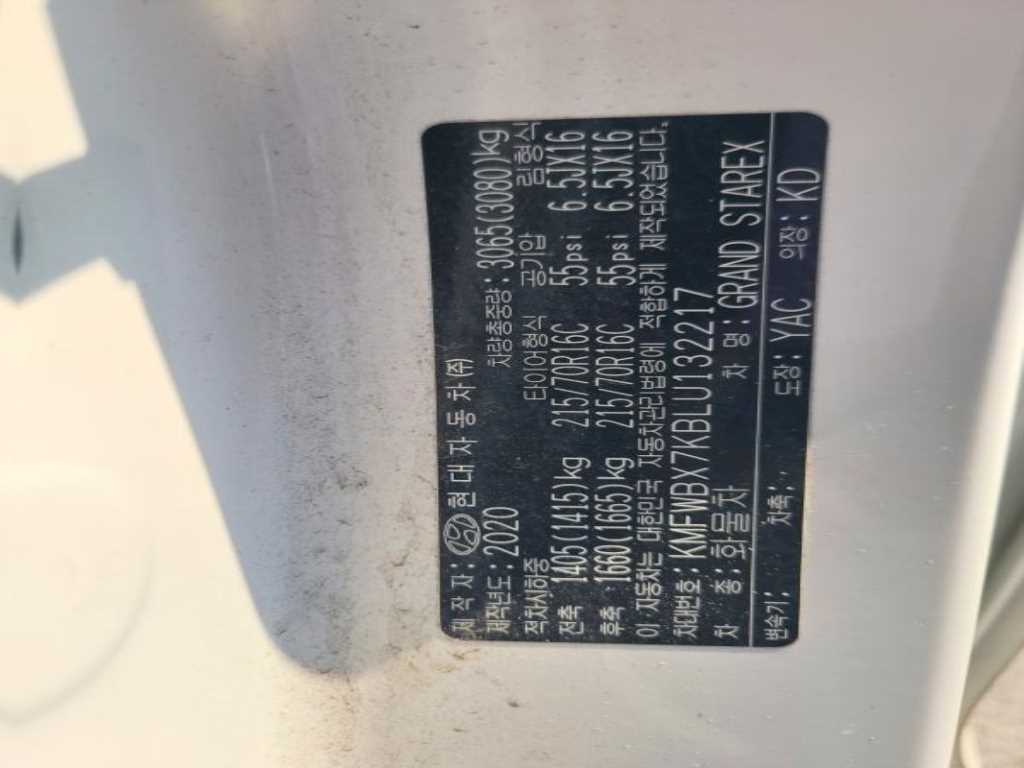 제 작 자 : 현 대 자 동 차 (주)
제작년도 : 2020 차량총중량 : 3065(3080)kg
적차시하중 타이어형식 공기압 림형식
전축 : 1405(1415)kg 215/70R16C 55psi 6.5JX16
후축 : 1660(1665)kg 215/70R16C 55psi 6.5JX16
이 자동차는 대한민국 자동차관리법령에 적합하게 제작되었습니다.
차대번호 : KMFWBX7KBLU132217
차 종 : 화물차 차 명 : GRAND STAREX
변속기 : 차축 : 도장 : YAC 의장 : KD